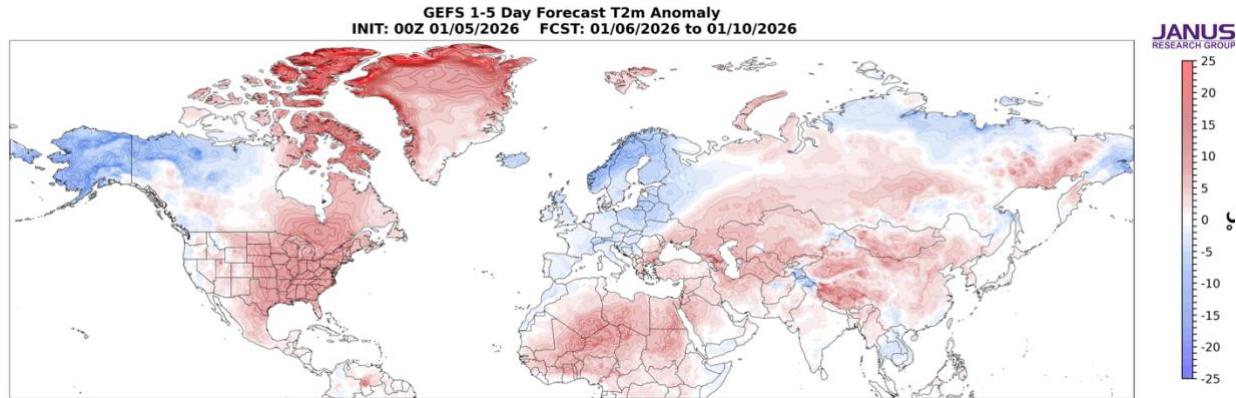 GEFS 1-5 Day Forecast T2m Anomaly
INIT: 00Z 01/05/2026 FCST: 01/06/2026 to 01/10/2026
JANUS
RESEARCH GROUP
25
20
15
10
5
0
-5
-10
-15
-20
-25
°C